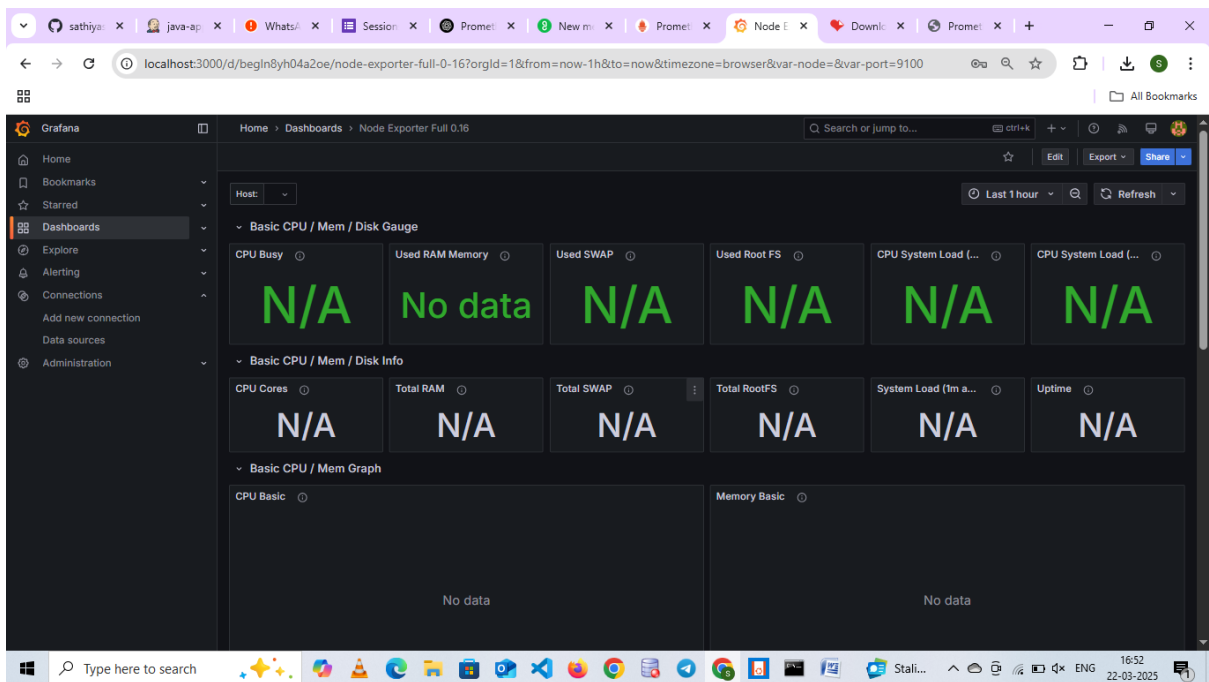 sathiya:
java-ap
WhatsA
Session
Promet
New m
Promet
Node E
Downlo
Promet
localhost:3000/d/begln8yh04a2oe/node-exporter-full-0-16?orgId=1&from=now-1h&to=now&timezone=browser&var-node=&var-port=9100
S
All Bookmarks
Grafana
Home › Dashboards › Node Exporter Full 0.16
Search or jump to...
ctrl+k
Home
Bookmarks
Starred
Dashboards
Explore
Alerting
Connections
Add new connection
Data sources
Administration
Edit
Export
Share
Host:
Last 1 hour
Refresh
Basic CPU / Mem / Disk Gauge
CPU Busy
Used RAM Memory
Used SWAP
Used Root FS
CPU System Load (...
CPU System Load (...
N/A
No data
N/A
N/A
N/A
N/A
Basic CPU / Mem / Disk Info
CPU Cores
Total RAM
Total SWAP
Total RootFS
System Load (1m a...
Uptime
N/A
N/A
N/A
N/A
N/A
N/A
Basic CPU / Mem Graph
CPU Basic
Memory Basic
No data
No data
Type here to search
Stali...
ENG
16:52
22-03-2025